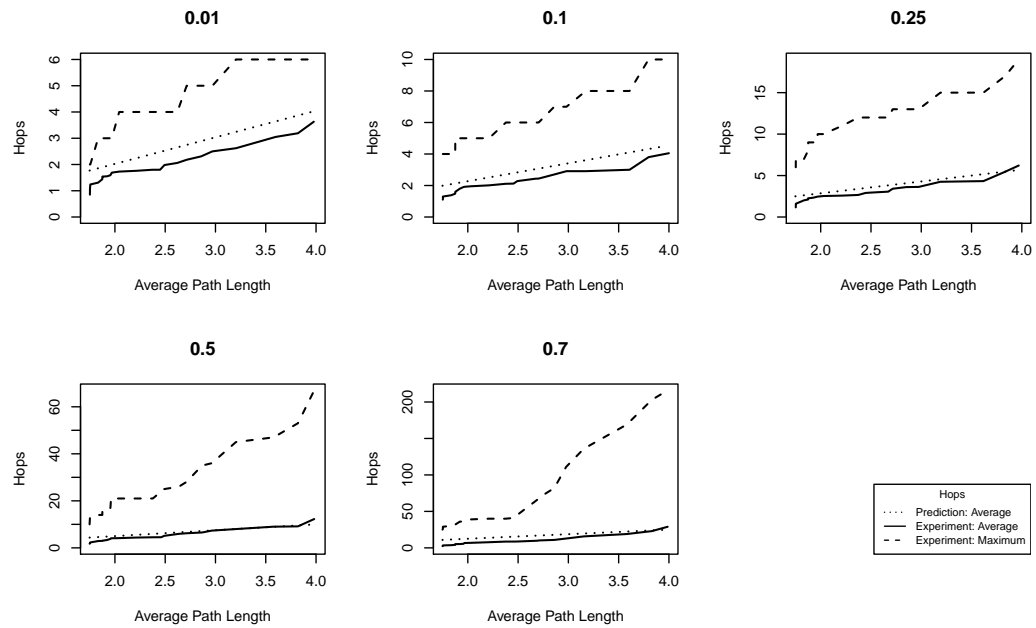 0.01
0.1
0.25
Hops
0 1 2 3 4 5 6
2.0 2.5 3.0 3.5 4.0
Average Path Length
Hops
0 2 4 6 8 10
2.0 2.5 3.0 3.5 4.0
Average Path Length
Hops
0 5 10 15
2.0 2.5 3.0 3.5 4.0
Average Path Length
0.5
0.7
Hops
0 20 40 60
2.0 2.5 3.0 3.5 4.0
Average Path Length
Hops
0 50 100 200
2.0 2.5 3.0 3.5 4.0
Average Path Length
Hops
Prediction: Average
Experiment: Average
Experiment: Maximum